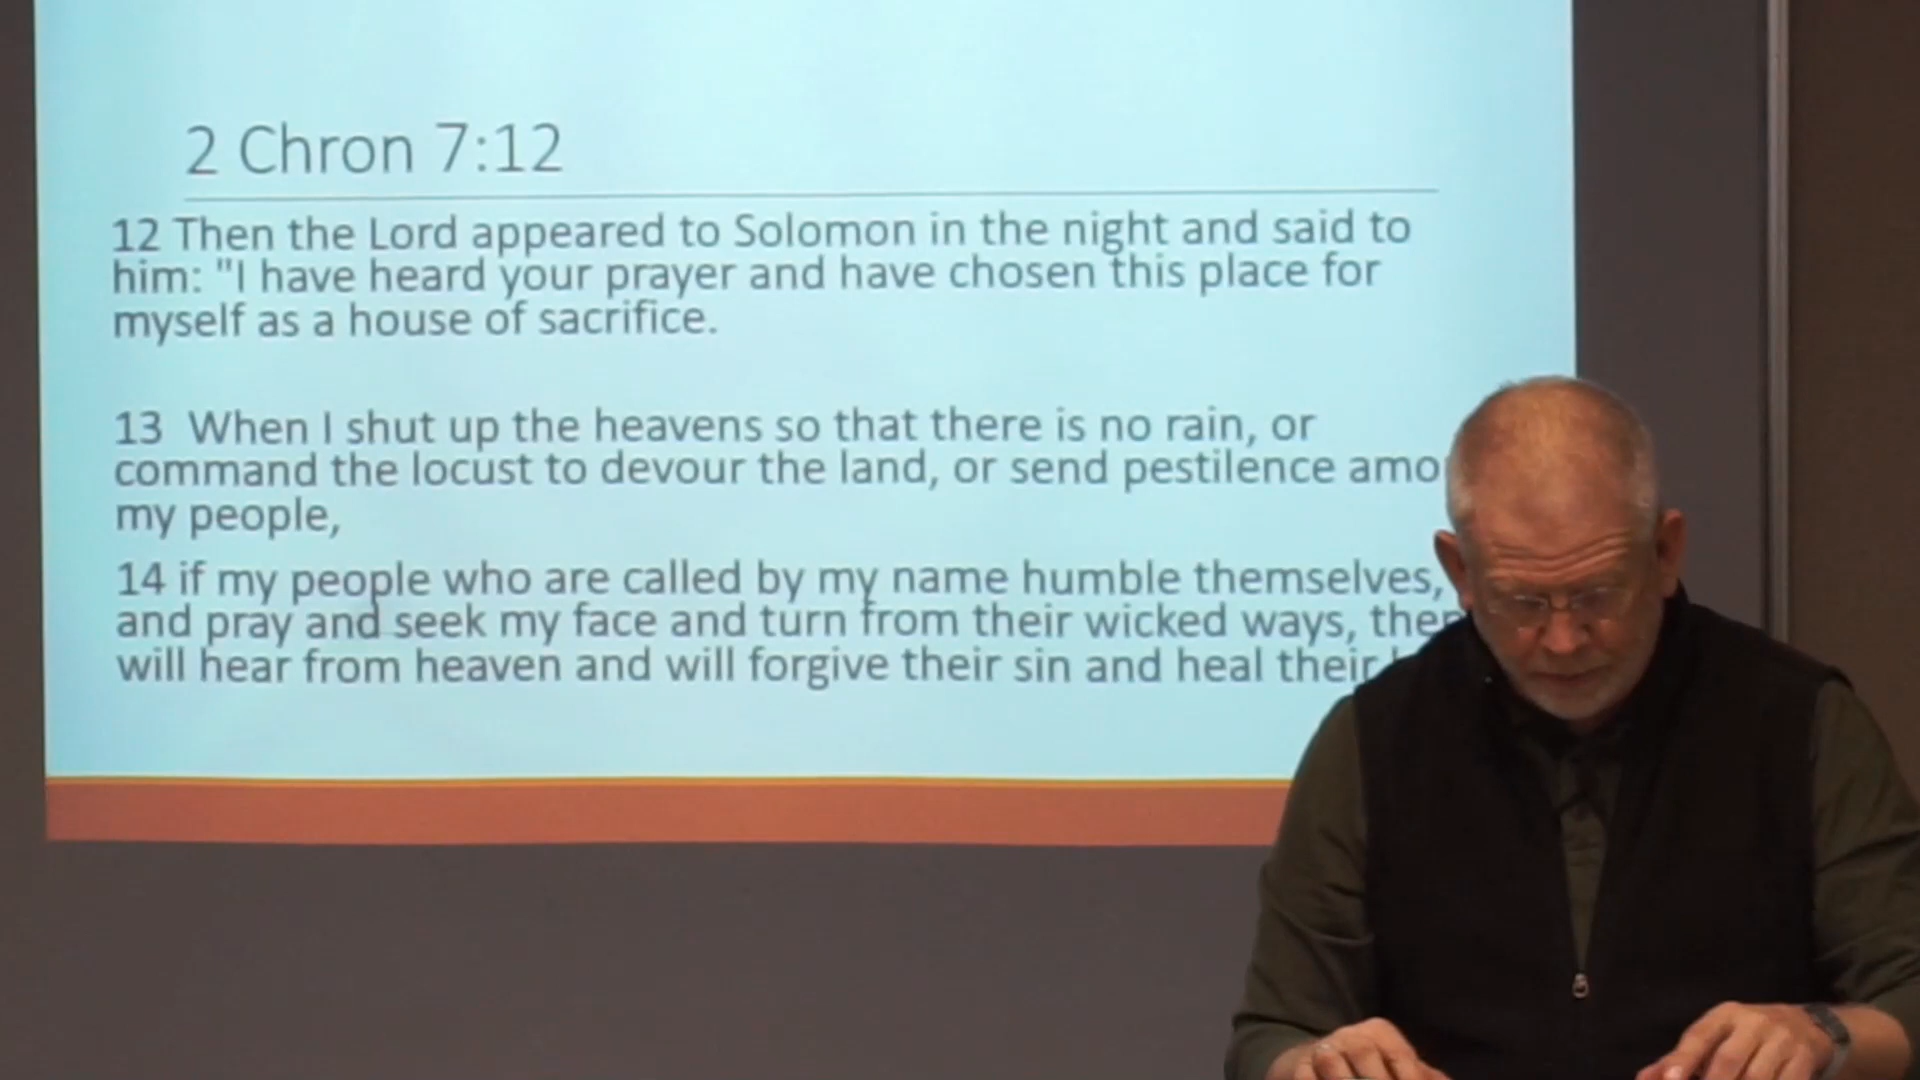 2 Chron 7:12
12 Then the Lord appeared to Solomon in the night and said to
him: "I have heard your prayer and have chosen this place for
myself as a house of sacrifice.
13 When I shut up the heavens so that there is no rain, or
command the locust to devour the land, or send pestilence
my people,
14 if my people who are called by my name humble themselves,
and pray and seek my face and turn from their wicked ways,
will hear from heaven and will forgive their sin and heal their